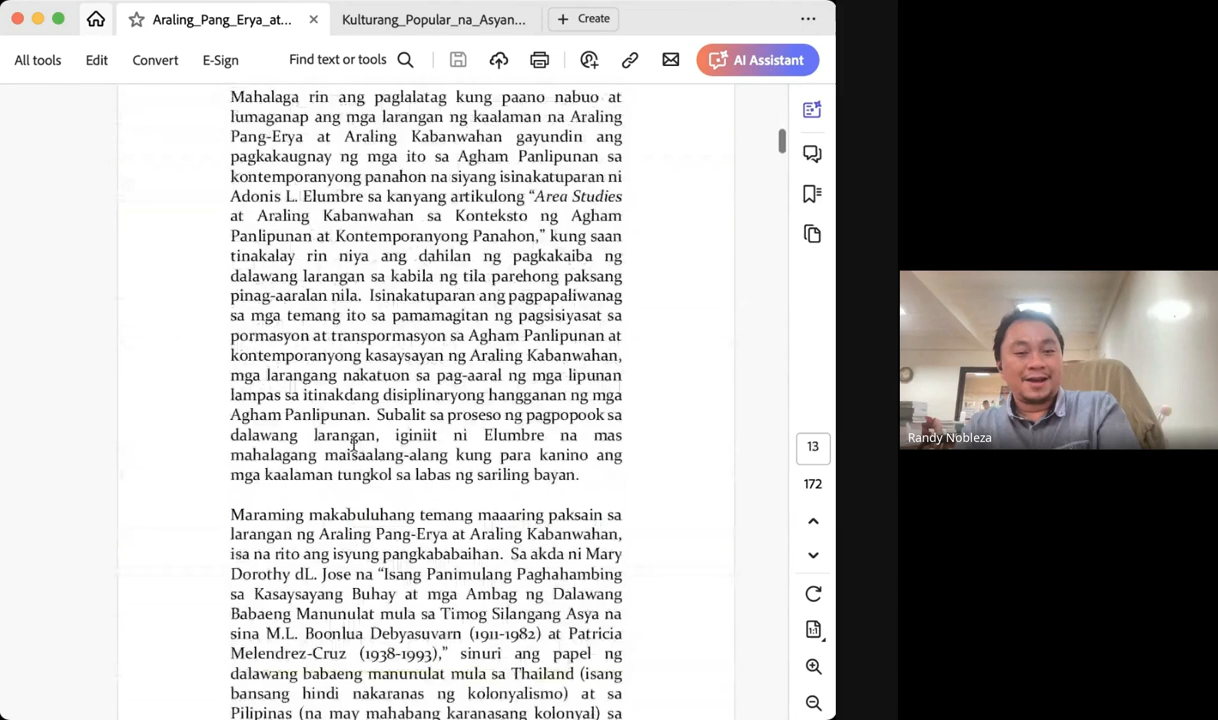 Araling_Pang_Erya_at...
Kulturang_Popular_na_Asyan...
Create
All tools
Edit
Convert
E-Sign
Find text or tools
AI Assistant
Mahalaga rin ang paglalatag kung paano nabuo at
lumaganap ang mga larangan ng kaalaman na Araling
Pang-Erya at Araling Kabanwahan gayundin ang
pagkakaugnay ng mga ito sa Agham Panlipunan sa
kontemporanyong panahon na siyang isinakatuparan ni
Adonis L. Elumbre sa kanyang artikulong “Area Studies
at Araling Kabanwahan sa Konteksto ng Agham
Panlipunan at Kontemporanyong Panahon,” kung saan
tinakalay rin niya ang dahilan ng pagkakaiba ng
dalawang larangan sa kabila ng tila parehong paksang
pinag-aaralan nila. Isinakatuparan ang pagpapaliwanag
sa mga temang ito sa pamamagitan ng pagsisiyasat sa
pormasyon at transpormasyon sa Agham Panlipunan at
kontemporanyong kasaysayan ng Araling Kabanwahan,
mga larangang nakatuon sa pag-aaral ng mga lipunan
lampas sa itinakdang disiplinaryong hangganan ng mga
Agham Panlipunan. Subalit sa proseso ng pagpopook sa
dalawang larangan, iginiit ni Elumbre na mas
mahalagang maisaalang-alang kung para kanino ang
mga kaalaman tungkol sa labas ng sariling bayan.
Maraming makabuluhang temang maaaring paksain sa
larangan ng Araling Pang-Erya at Araling Kabanwahan,
isa na rito ang isyung pangkababaihan. Sa akda ni Mary
Dorothy dL. Jose na “Isang Panimulang Paghahambing
sa Kasaysayang Buhay at mga Ambag ng Dalawang
Babaeng Manunulat mula sa Timog Silangang Asya na
sina M.L. Boonlua Debyasuvarn (1911-1982) at Patricia
Melendrez-Cruz (1938-1993),” sinuri ang papel ng
dalawang babaeng manunulat mula sa Thailand (isang
bansang hindi nakaranas ng kolonyalismo) at sa
Pilipinas (na may mahabang karanasang kolonyal) sa
13
172
1:1
Randy Nobleza